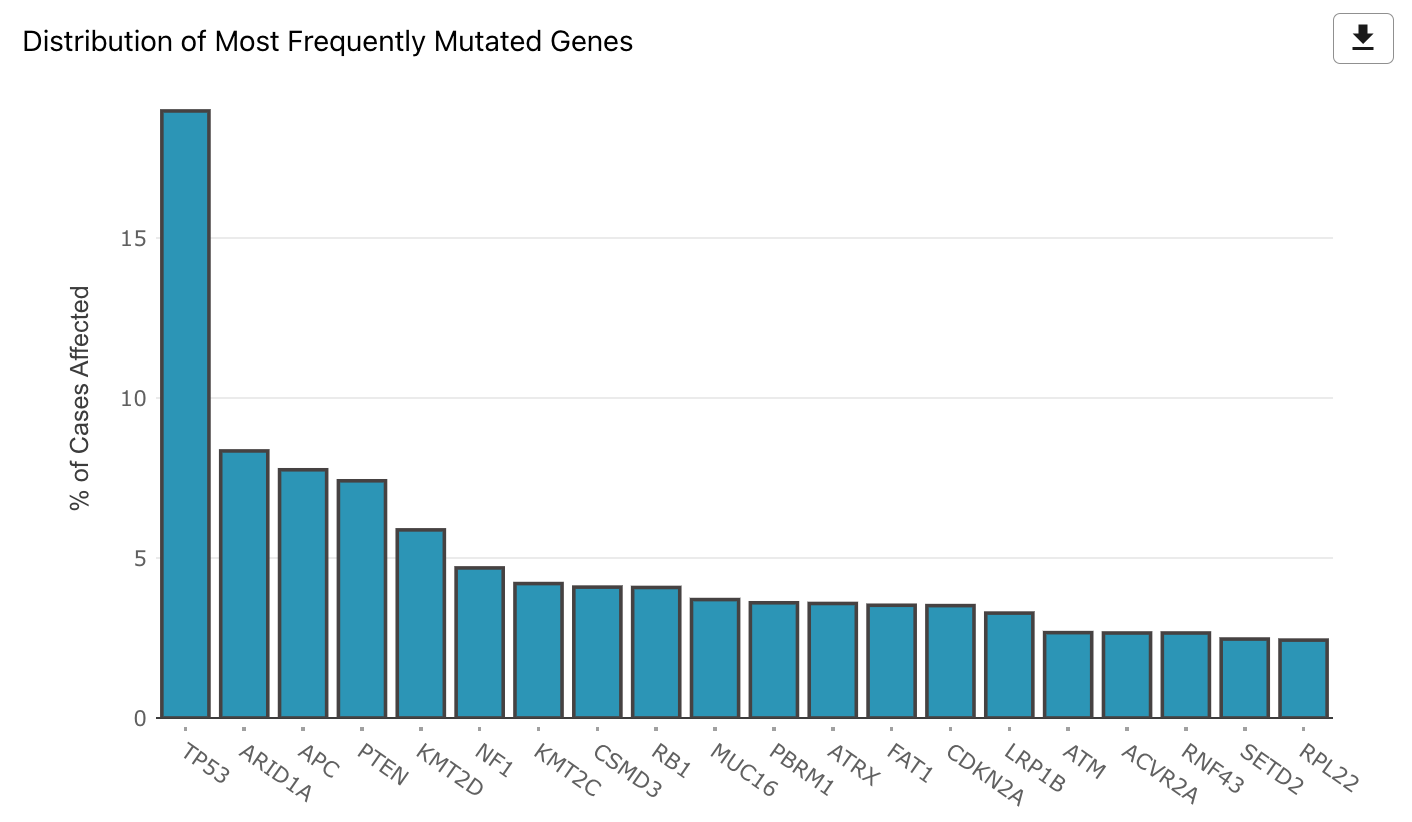 Distribution of Most Frequently Mutated Genes
% of Cases Affected
15
10
5
0
TP53
ARID1A
APC
PTEN
KMT2D
NF1
KMT2C
CSMD3
RB1
MUC16
PBRM1
ATRX
FAT1
CDKN2A
LRP1B
ATM
ACVR2A
RNF43
SETD2
RPL22